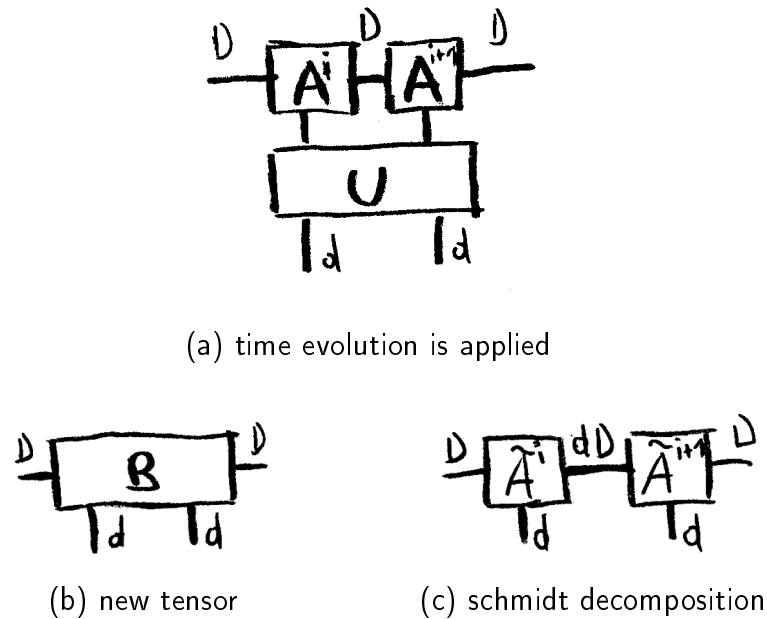 D D D
A^i A^{i+1}
U
d d
(a) time evolution is applied
D D
B
d d
(b) new tensor
D dD D
Ã^i Ã^{i+1}
d d
(c) schmidt decomposition